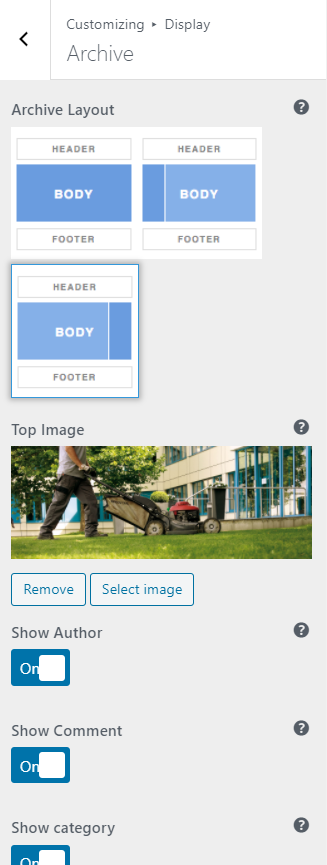 Customizing ▸ Display
Archive
Archive Layout
HEADER HEADER
BODY BODY
FOOTER FOOTER
HEADER
BODY
FOOTER
Top Image
Remove Select image
Show Author
On
Show Comment
On
Show category
On